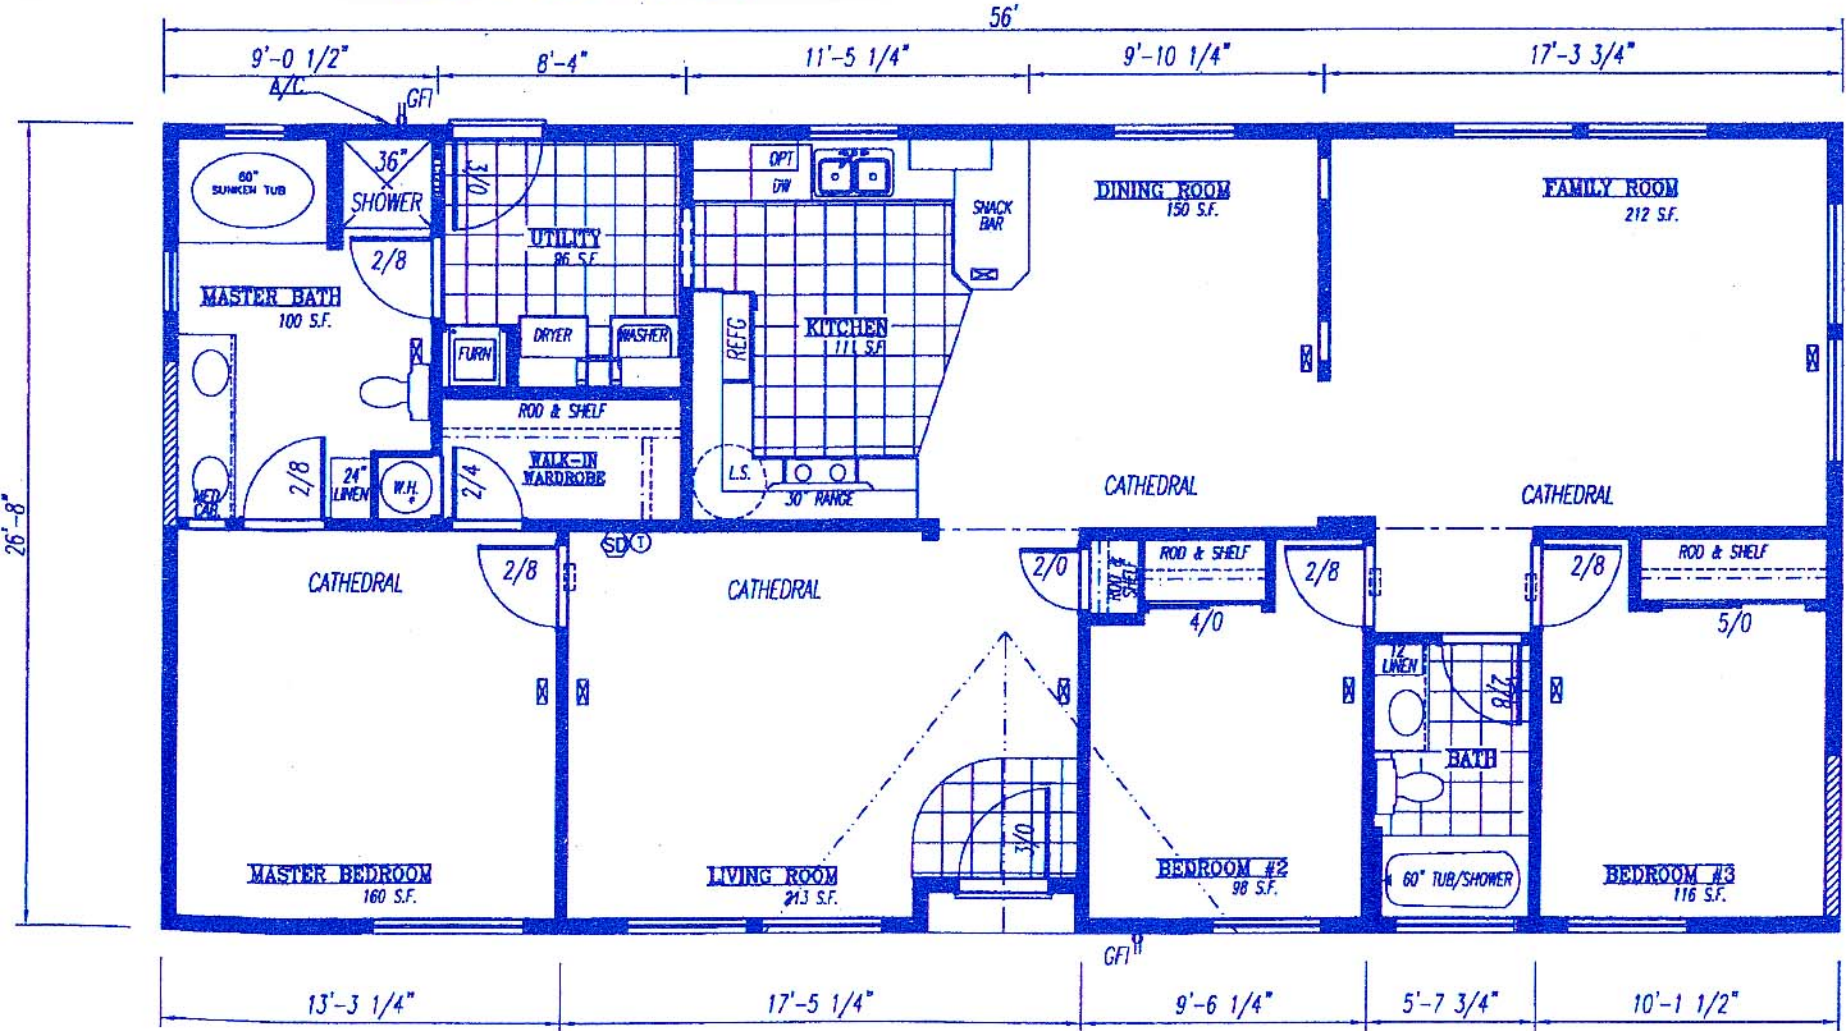 56'
9'-0 1/2" 8'-4" 11'-5 1/4" 9'-10 1/4" 17'-3 3/4"
A/C
GFI
60"
SUNKEN TUB
36"
SHOWER
3/0
OPT
DW
SNACK
BAR
DINING ROOM
150 S.F.
FAMILY ROOM
212 S.F.
UTILITY
96 S.F.
2/8
MASTER BATH
100 S.F.
FURN
DRYER
WASHER
REFG
KITCHEN
111 S.F.
ROD & SHELF
WALK-IN
WARDROBE
2/8
24"
LINEN
W.H.
2/4
L.S.
30" RANGE
MED
CAB.
CATHEDRAL
CATHEDRAL
26'-8"
SD T
CATHEDRAL
2/8
CATHEDRAL
2/0
ROD &
SHELF
ROD & SHELF
2/8
4/0
2/8
ROD & SHELF
5/0
12"
LINEN
2/8
BATH
3/0
MASTER BEDROOM
160 S.F.
LIVING ROOM
213 S.F.
BEDROOM #2
98 S.F.
60" TUB/SHOWER
BEDROOM #3
116 S.F.
GFI
13'-3 1/4" 17'-5 1/4" 9'-6 1/4" 5'-7 3/4" 10'-1 1/2"